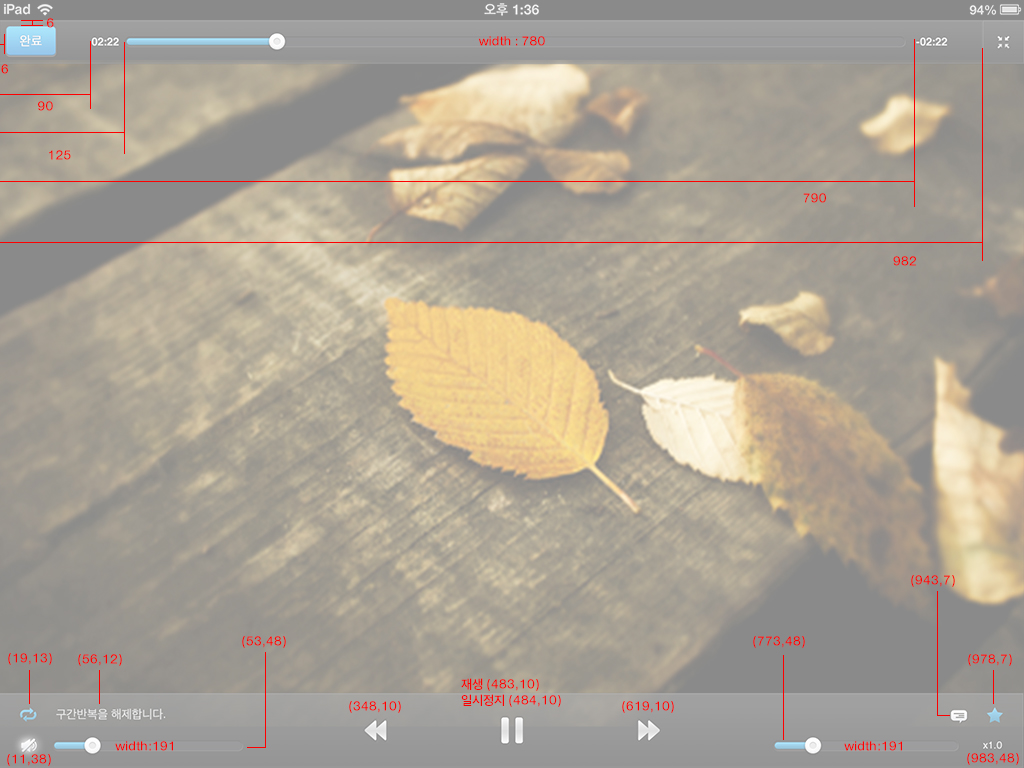 iPad 오후 1:36 94%
6
완료 02:22 width : 780 -02:22
6
90
125
790
982
(943,7)
(53,48) (773,48)
(19,13) (56,12) (978,7)
재생 (483,10)
일시정지 (484,10)
(348,10) (619,10)
구간반복을 해제합니다.
width:191 width:191 x1.0
(11,38) (983,48)